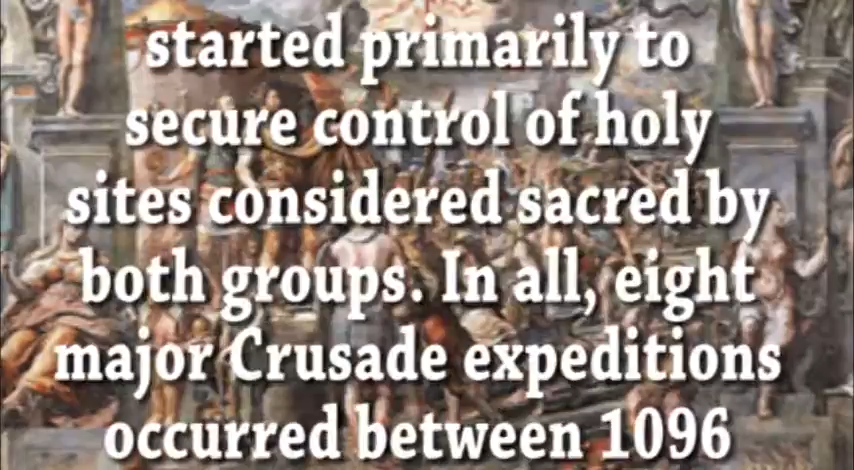 started primarily to
secure control of holy
sites considered sacred by
both groups. In all, eight
major Crusade expeditions
occurred between 1096